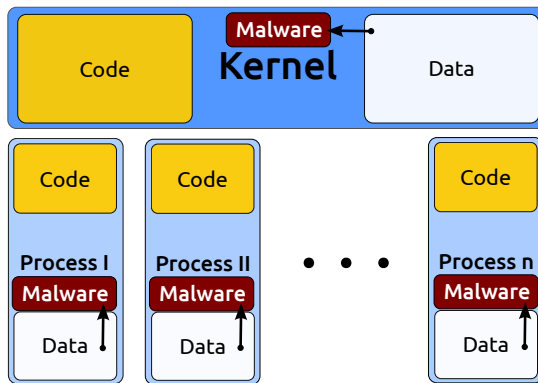 Malware
Code
Kernel
Data
Code
Code
Code
Process I
Process II
Process n
Malware
Malware
Malware
Data
Data
Data